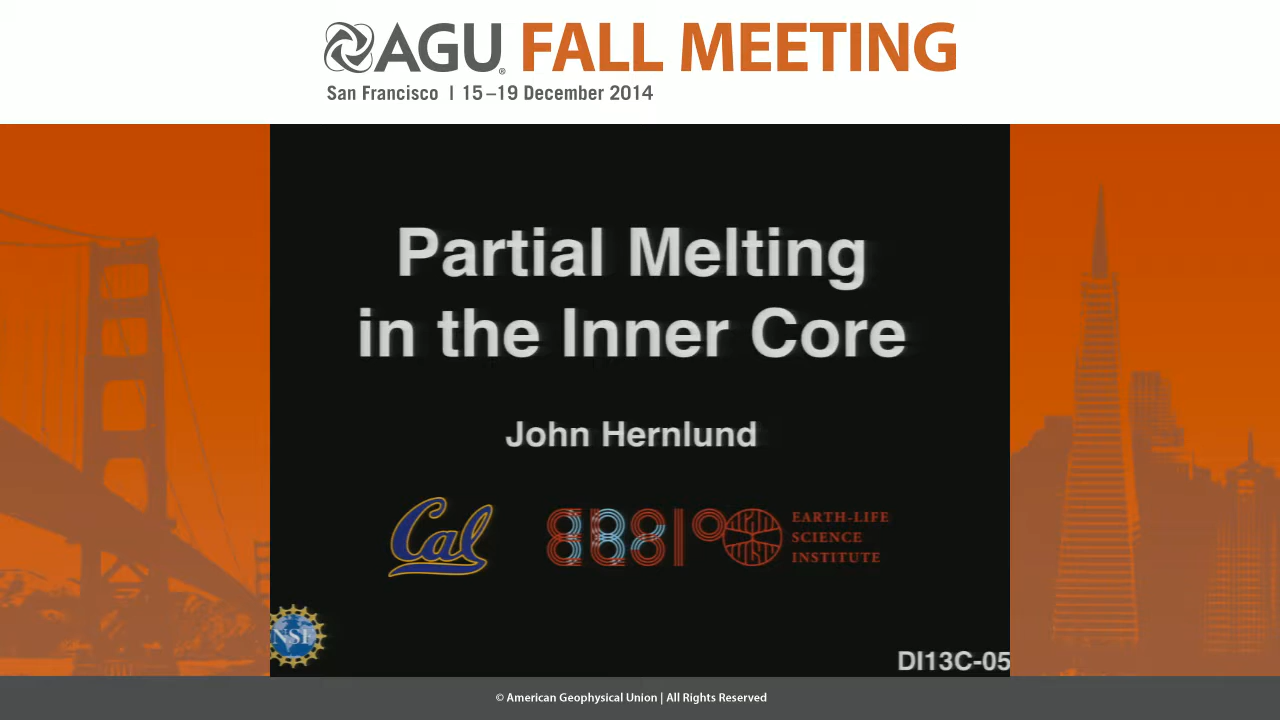 AGU® FALL MEETING
San Francisco | 15–19 December 2014
Partial Melting
in the Inner Core
John Hernlund
Cal
EARTH-LIFE
SCIENCE
INSTITUTE
NSF
DI13C-05
© American Geophysical Union | All Rights Reserved